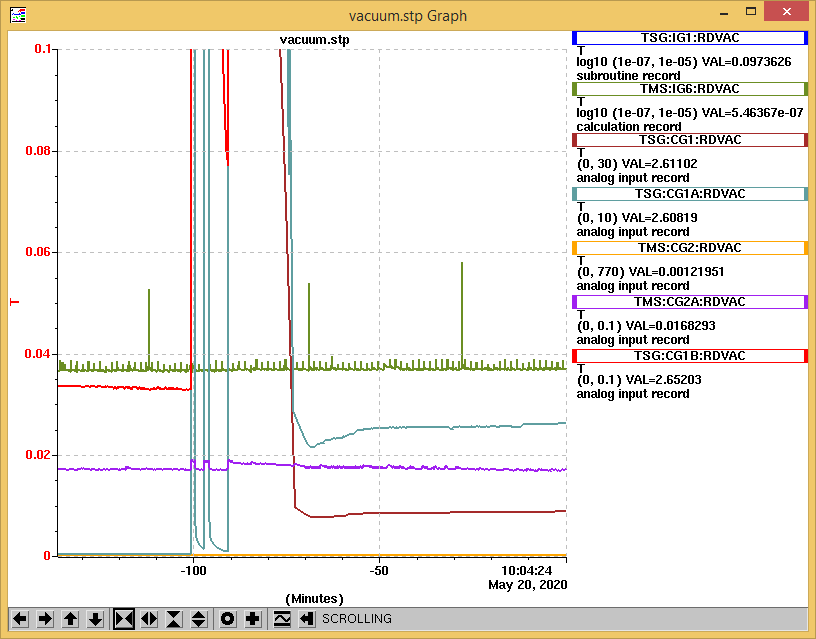 vacuum.stp Graph
vacuum.stp
0.1
0.08
0.06
T
0.04
0.02
0
-100
-50
10:04:24
May 20, 2020
(Minutes)
TSG:IG1:RDVAC
T
log10 (1e-07, 1e-05) VAL=0.0973626
subroutine record
TMS:IG6:RDVAC
T
log10 (1e-07, 1e-05) VAL=5.46367e-07
calculation record
TSG:CG1:RDVAC
T
(0, 30) VAL=2.61102
analog input record
TSG:CG1A:RDVAC
T
(0, 10) VAL=2.60819
analog input record
TMS:CG2:RDVAC
T
(0, 770) VAL=0.00121951
analog input record
TMS:CG2A:RDVAC
T
(0, 0.1) VAL=0.0168293
analog input record
TSG:CG1B:RDVAC
T
(0, 0.1) VAL=2.65203
analog input record
SCROLLING